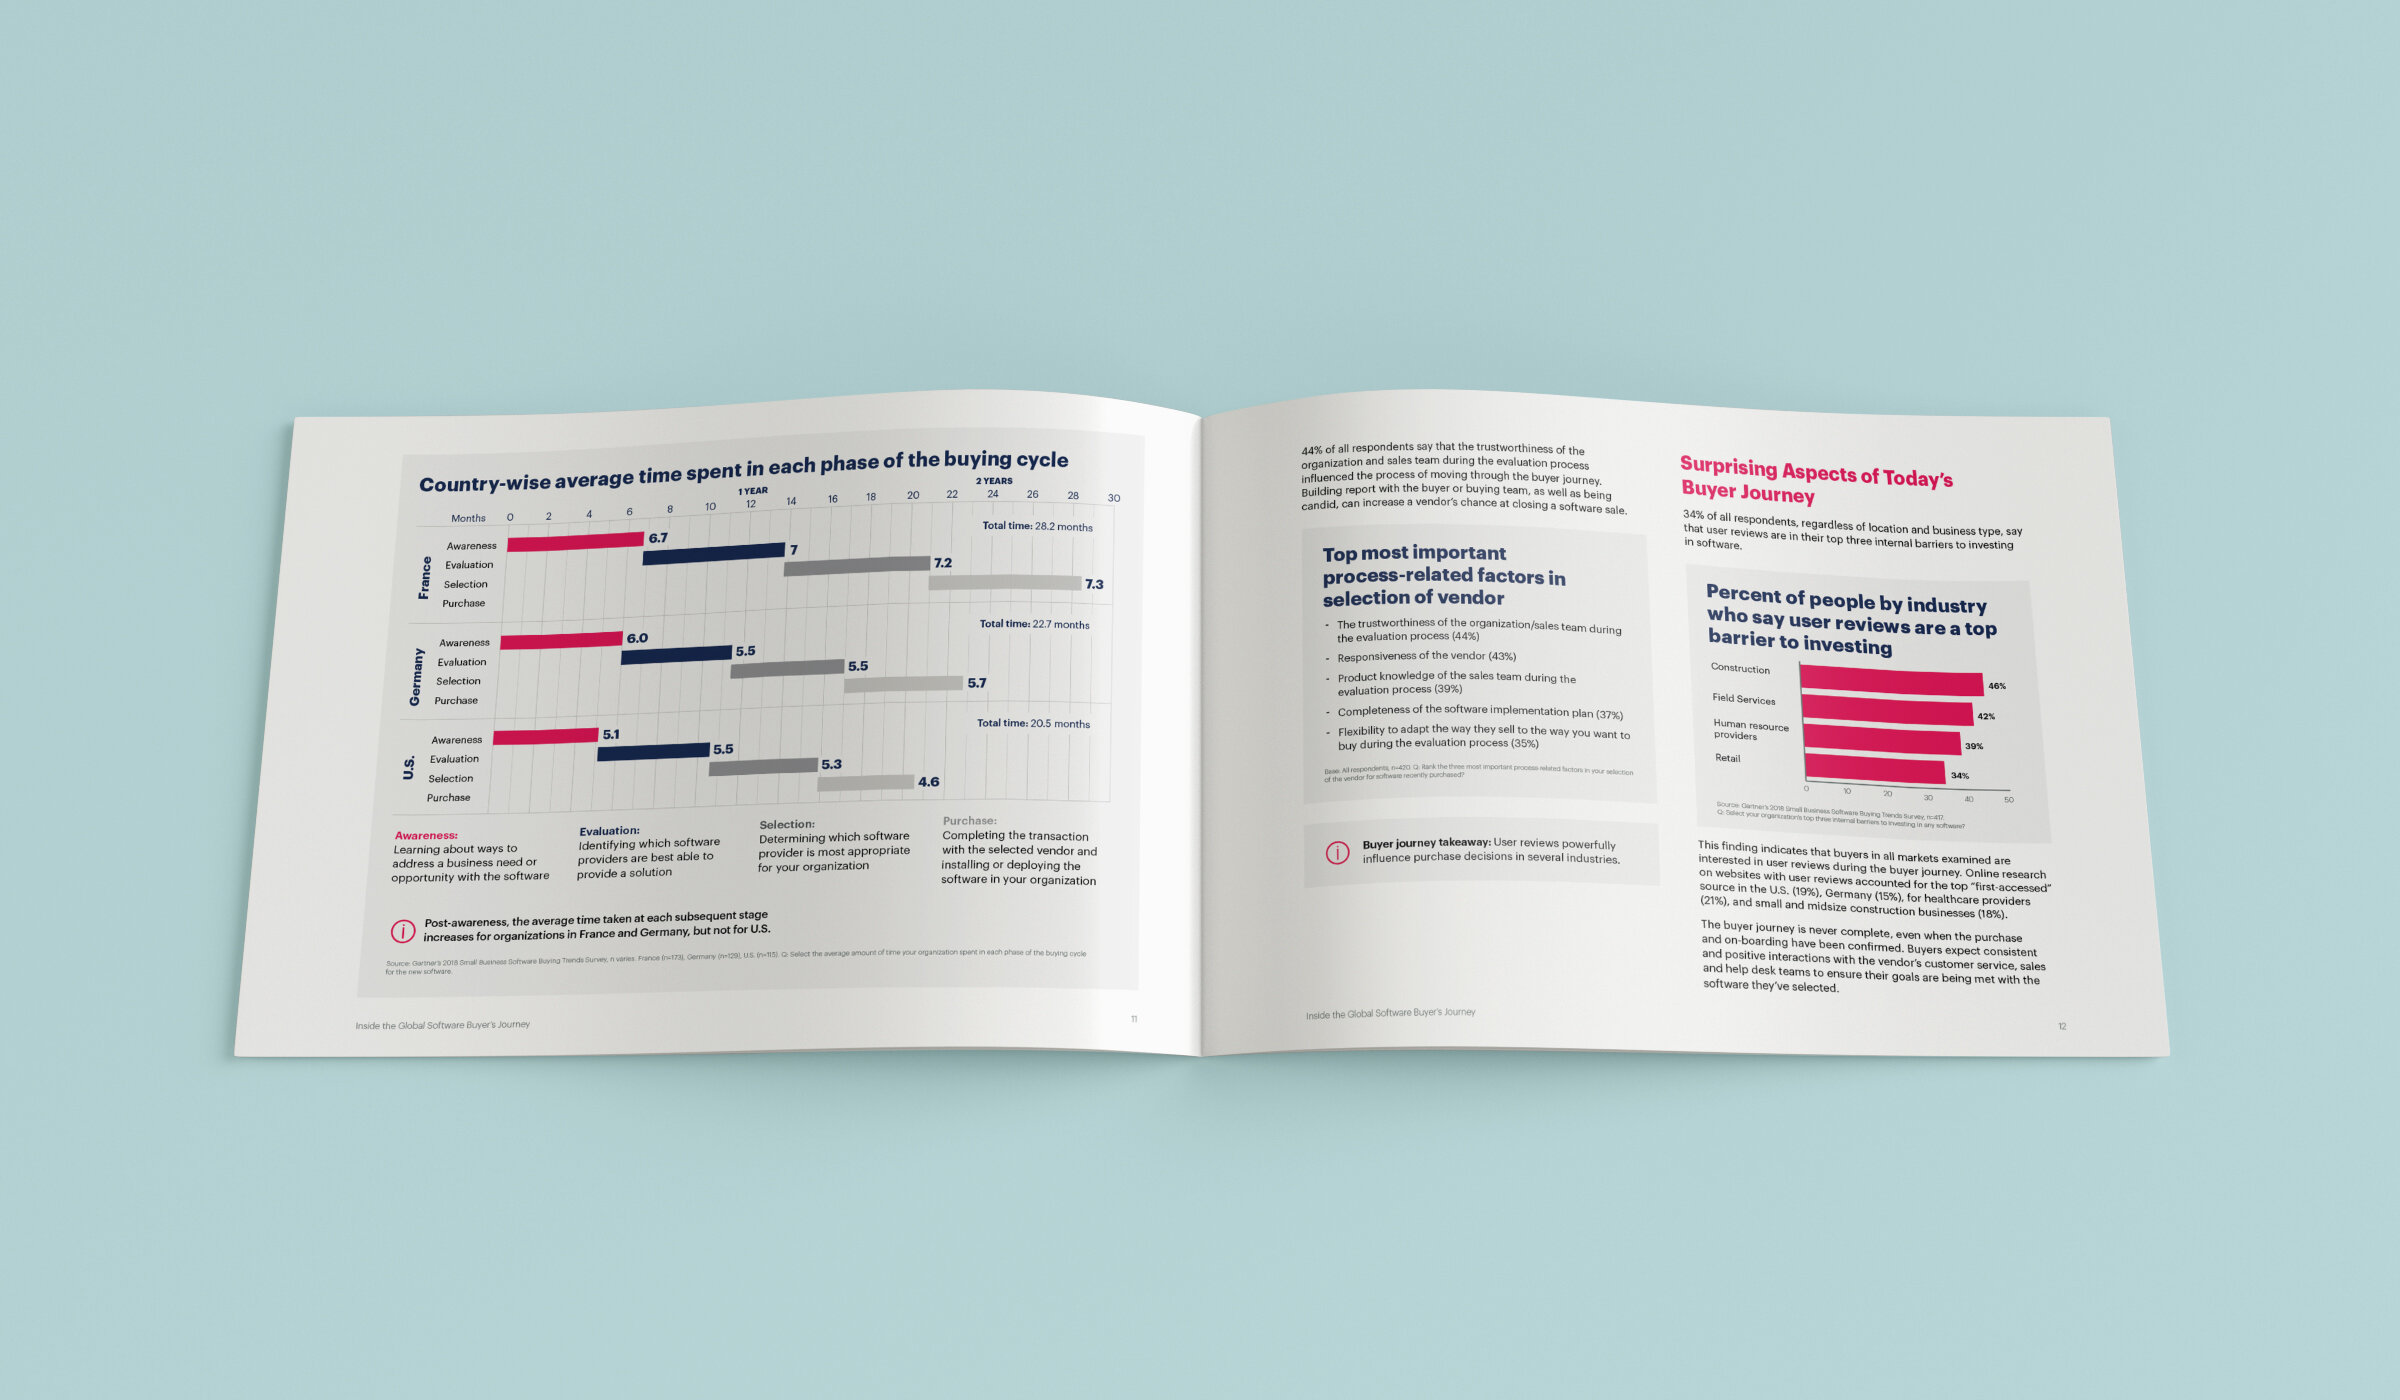 Country-wise average time spent in each phase of the buying cycle
1 YEAR
2 YEARS
Months 0 2 4 6 8 10 12 14 16 18 20 22 24 26 28 30
France
Total time: 28.2 months
Awareness 6.7
Evaluation 7
Selection 7.2
Purchase 7.3
Germany
Total time: 22.7 months
Awareness 6.0
Evaluation 5.5
Selection 5.5
Purchase 5.7
U.S.
Total time: 20.5 months
Awareness 5.1
Evaluation 5.5
Selection 5.3
Purchase 4.6
Awareness:
Learning about ways to
address a business need or
opportunity with the software
Evaluation:
Identifying which software
providers are best able to
provide a solution
Selection:
Determining which software
provider is most appropriate
for your organization
Purchase:
Completing the transaction
with the selected vendor and
installing or deploying the
software in your organization
i
Post-awareness, the average time taken at each subsequent stage
increases for organizations in France and Germany, but not for U.S.
Source: Gartner's 2018 Small Business Software Buying Trends Survey, n varies. France (n=173), Germany (n=129), U.S. (n=115). Q: Select the average amount of time your organization spent in each phase of the buying cycle
for the new software.
Inside the Global Software Buyer's Journey
11
44% of all respondents say that the trustworthiness of the
organization and sales team during the evaluation process
influenced the process of moving through the buyer journey.
Building report with the buyer or buying team, as well as being
candid, can increase a vendor's chance at closing a software sale.
Top most important
process-related factors in
selection of vendor
- The trustworthiness of the organization/sales team during
the evaluation process (44%)
- Responsiveness of the vendor (43%)
- Product knowledge of the sales team during the
evaluation process (39%)
- Completeness of the software implementation plan (37%)
- Flexibility to adapt the way they sell to the way you want to
buy during the evaluation process (35%)
Base: All respondents, n=420. Q: Rank the three most important process related factors in your selection
of the vendor for software recently purchased?
i
Buyer journey takeaway: User reviews powerfully
influence purchase decisions in several industries.
Inside the Global Software Buyer's Journey
Surprising Aspects of Today's
Buyer Journey
34% of all respondents, regardless of location and business type, say
that user reviews are in their top three internal barriers to investing
in software.
Percent of people by industry
who say user reviews are a top
barrier to investing
Construction 46%
Field Services 42%
Human resource
providers 39%
Retail 34%
0 10 20 30 40 50
Source: Gartner's 2018 Small Business Software Buying Trends Survey, n=417.
Q: Select your organization's top three internal barriers to investing in any software?
This finding indicates that buyers in all markets examined are
interested in user reviews during the buyer journey. Online research
on websites with user reviews accounted for the top "first-accessed"
source in the U.S. (19%), Germany (15%), for healthcare providers
(21%), and small and midsize construction businesses (18%).
The buyer journey is never complete, even when the purchase
and on-boarding have been confirmed. Buyers expect consistent
and positive interactions with the vendor's customer service, sales
and help desk teams to ensure their goals are being met with the
software they've selected.
12